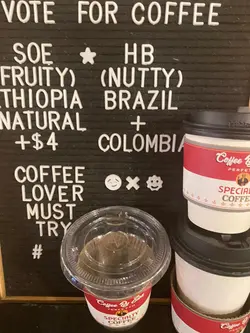 VOTE FOR COFFEE
SOE ★ HB
(FRUITY) (NUTTY)
THIOPIA BRAZIL
NATURAL +
+$4 COLOMBIA
COFFEE
LOVER
MUST
TRY
#
SPECIAL
COFFEE
SPECIALTY
COFFEE